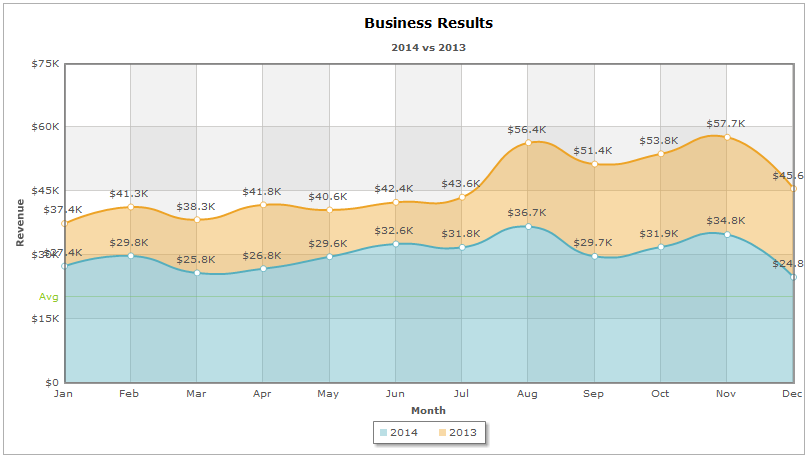 Business Results
2014 vs 2013
$75K
$60K
$45K
$30K
Avg
$15K
$0
Revenue
$37.4K
$41.3K
$38.3K
$41.8K
$40.6K
$42.4K
$43.6K
$56.4K
$51.4K
$53.8K
$57.7K
$45.6
$27.4K
$29.8K
$25.8K
$26.8K
$29.6K
$32.6K
$31.8K
$36.7K
$29.7K
$31.9K
$34.8K
$24.8
Jan Feb Mar Apr May Jun Jul Aug Sep Oct Nov Dec
Month
2014 2013